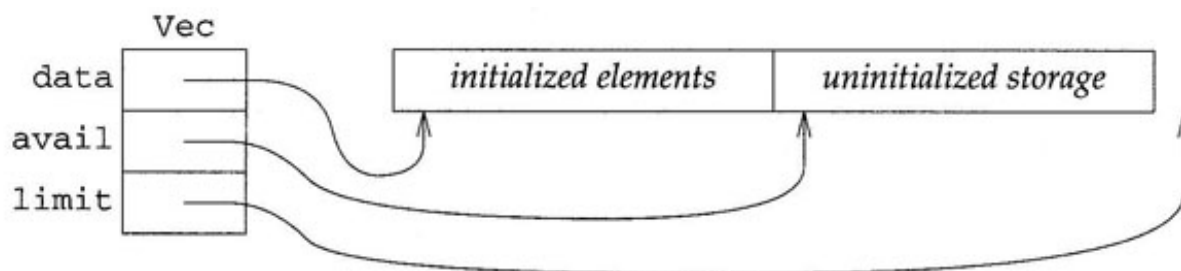 Vec
data
initialized elements
uninitialized storage
avail
limit